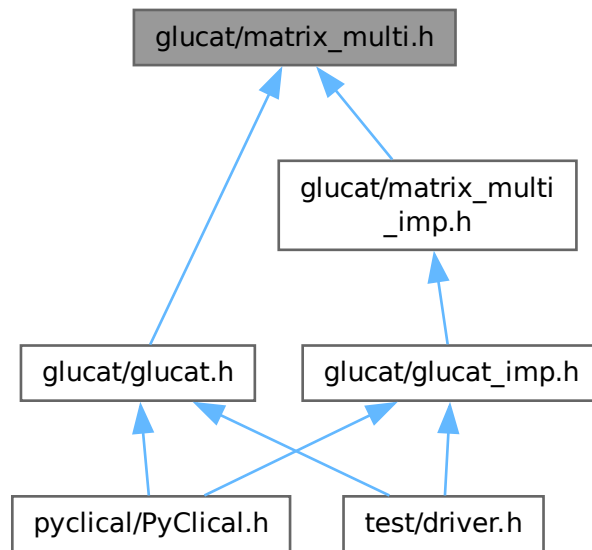 glucat/matrix_multi.h
glucat/matrix_multi
_imp.h
glucat/glucat.h
glucat/glucat_imp.h
pyclical/PyClical.h
test/driver.h